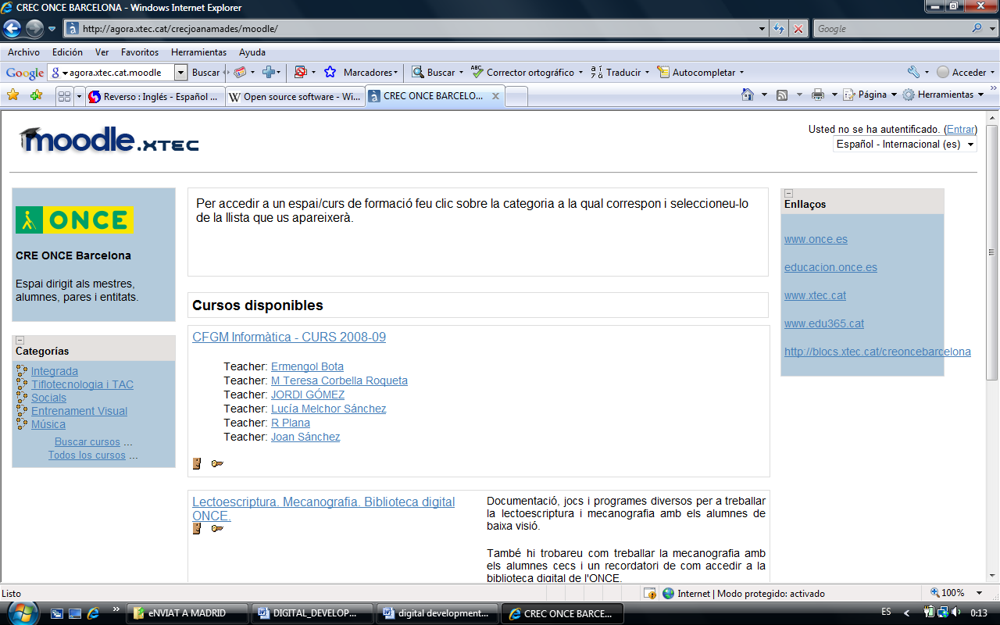 CREC ONCE BARCELONA - Windows Internet Explorer
http://agora.xtec.cat/crecjoanamades/moodle/
Google
Archivo Edición Ver Favoritos Herramientas Ayuda
Google g agora.xtec.cat.moodle Buscar Marcadores Buscar Corrector ortográfico Traducir Autocompletar Acceder
Reverso : Inglés - Español ... Open source software - Wi... CREC ONCE BARCELO... Página Herramientas
moodle.xtec
Usted no se ha autentificado. (Entrar)
Español - Internacional (es)
ONCE
CRE ONCE Barcelona
Espai dirigit als mestres,
alumnes, pares i entitats.
Categorías
Integrada
Tiflotecnologia i TAC
Socials
Entrenament Visual
Música
Buscar cursos ...
Todos los cursos ...
Per accedir a un espai/curs de formació feu clic sobre la categoria a la qual correspon i seleccioneu-lo
de la llista que us apareixerà.
Cursos disponibles
CFGM Informàtica - CURS 2008-09
Teacher: Ermengol Bota
Teacher: M Teresa Corbella Roqueta
Teacher: JORDI GÓMEZ
Teacher: Lucía Melchor Sánchez
Teacher: R Plana
Teacher: Joan Sánchez
Lectoescriptura. Mecanografia. Biblioteca digital
ONCE.
Documentació, jocs i programes diversos per a treballar
la lectoescriptura i mecanografia amb els alumnes de
baixa visió.
També hi trobareu com treballar la mecanografia amb
els alumnes cecs i un recordatori de com accedir a la
biblioteca digital de l'ONCE.
Enllaços
www.once.es
educacion.once.es
www.xtec.cat
www.edu365.cat
http://blocs.xtec.cat/creoncebarcelona
Listo Internet | Modo protegido: activado 100%
eNVIAT A MADRID DIGITAL_DEVELOP... digital development... CREC ONCE BARCE... ES 0:13